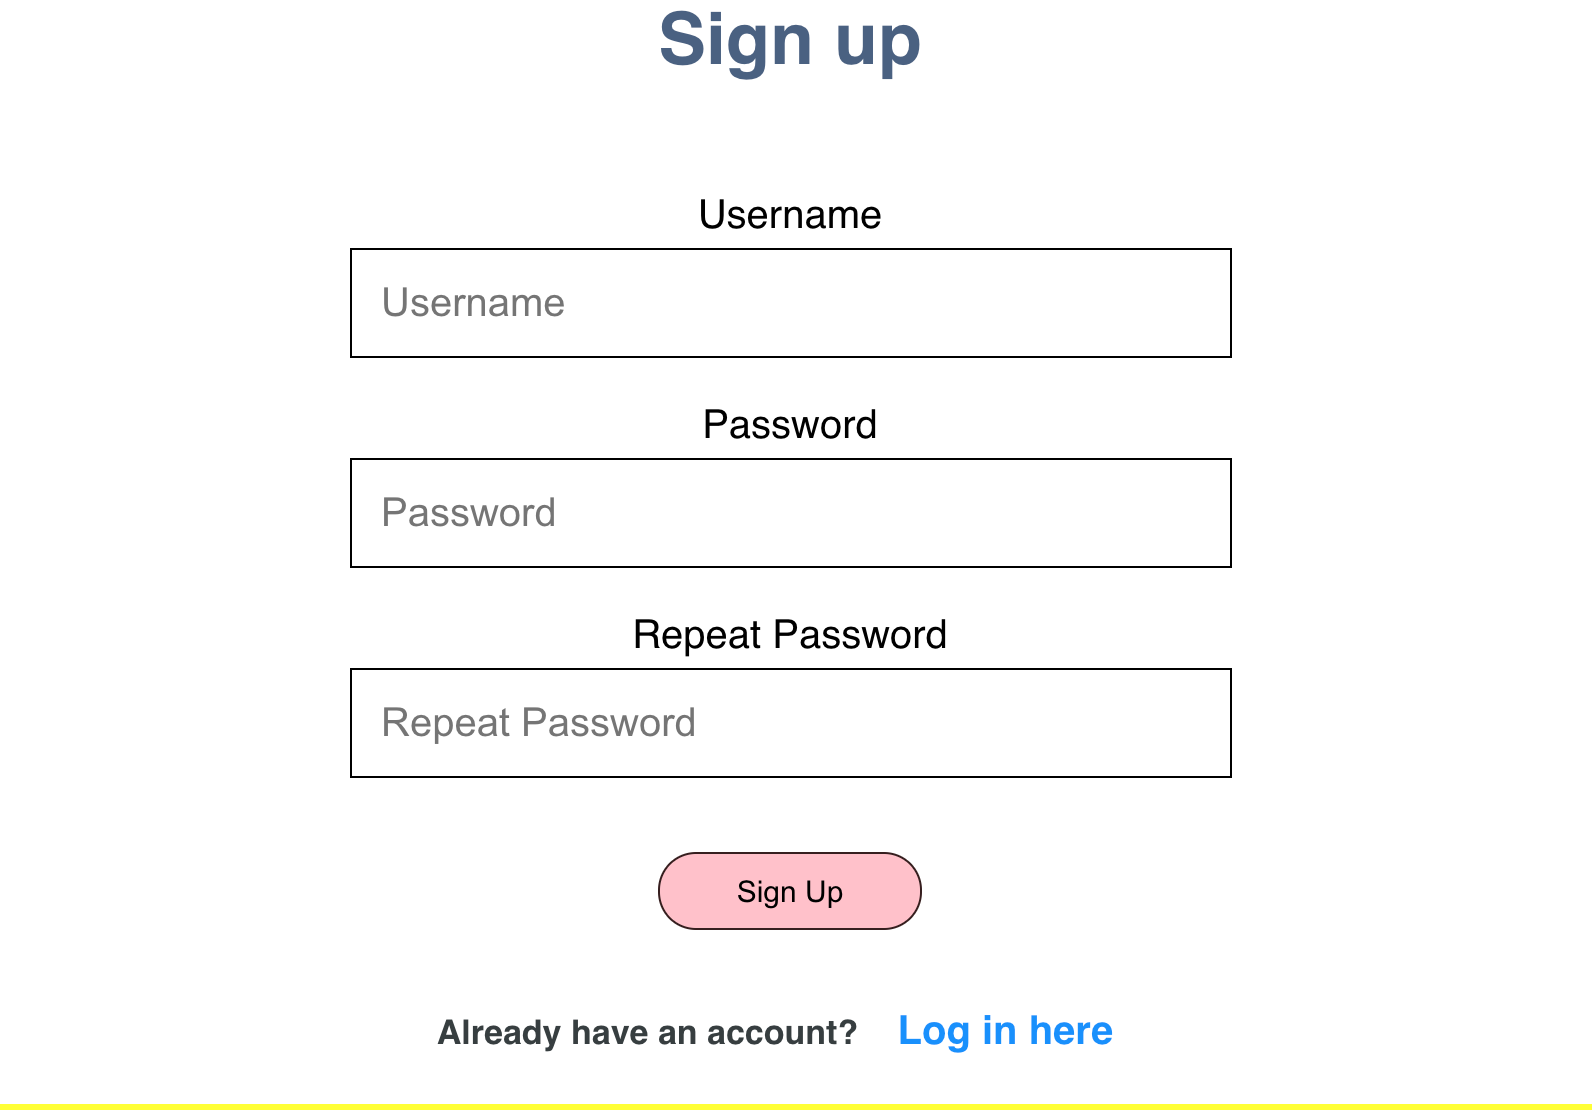 Sign up
Username
Username
Password
Password
Repeat Password
Repeat Password
Sign Up
Already have an account? Log in here